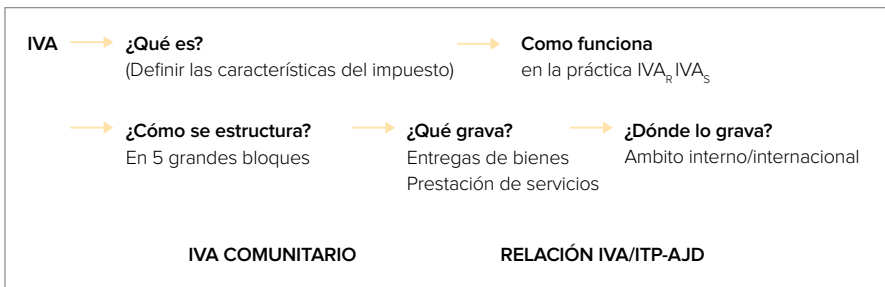 IVA ¿Qué es? Como funciona
(Definir las características del impuesto) en la práctica IVA_R IVA_S
¿Cómo se estructura? ¿Qué grava? ¿Dónde lo grava?
En 5 grandes bloques Entregas de bienes Ambito interno/internacional
Prestación de servicios
IVA COMUNITARIO RELACIÓN IVA/ITP-AJD